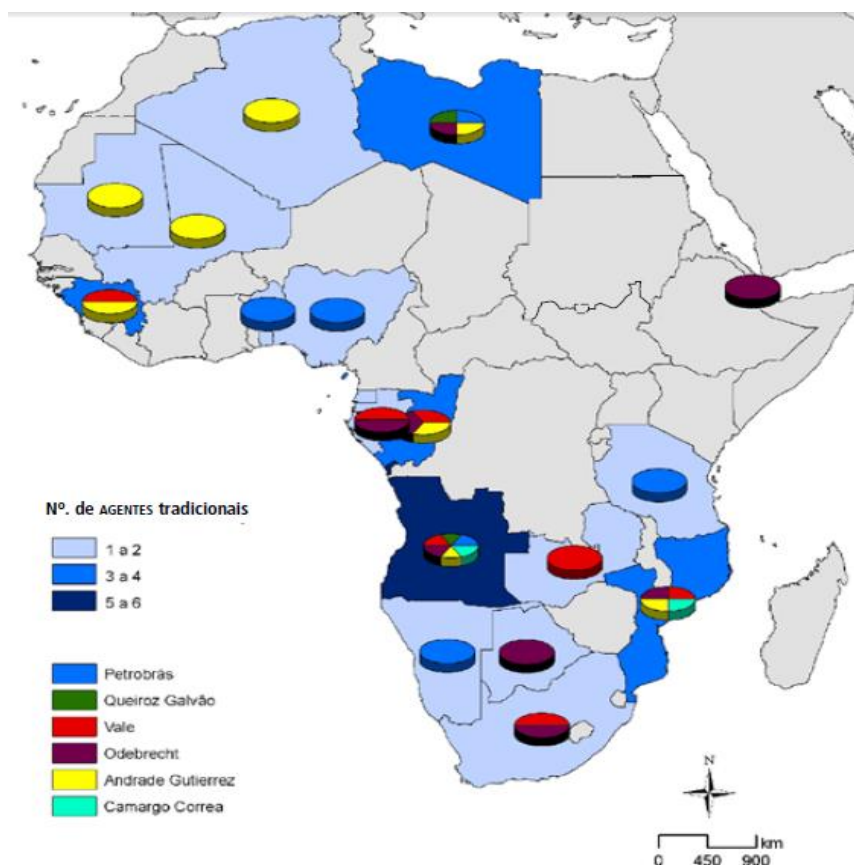 Nº. de AGENTES tradicionais
1 a 2
3 a 4
5 a 6
Petrobrás
Queiroz Galvão
Vale
Odebrecht
Andrade Gutierrez
Camargo Correa
N
km
0 450 900